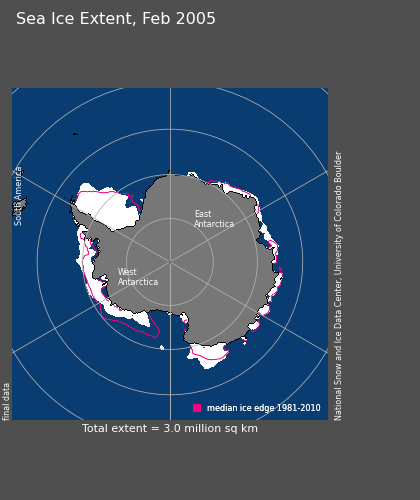 Sea Ice Extent, Feb 2005
South America
East
Antarctica
West
Antarctica
National Snow and Ice Data Center, University of Colorado Boulder
final data
median ice edge 1981-2010
Total extent = 3.0 million sq km